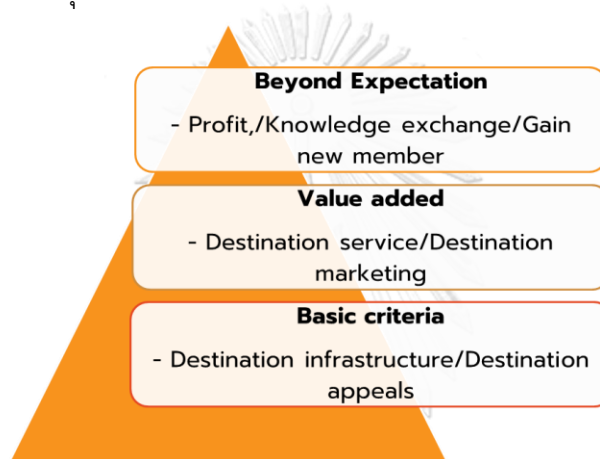 Beyond Expectation
- Profit,/Knowledge exchange/Gain
new member
Value added
- Destination service/Destination
marketing
Basic criteria
- Destination infrastructure/Destination
appeals